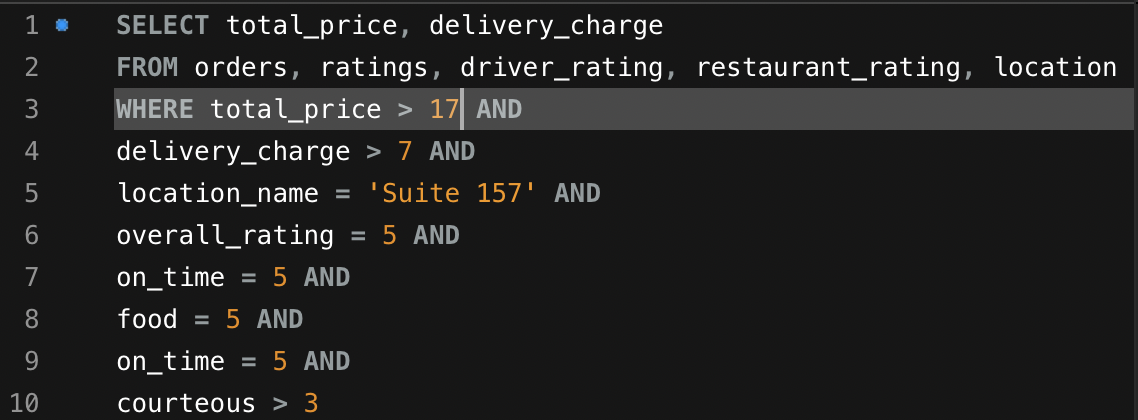 1 SELECT total_price, delivery_charge
2 FROM orders, ratings, driver_rating, restaurant_rating, location
3 WHERE total_price > 17 AND
4 delivery_charge > 7 AND
5 location_name = 'Suite 157' AND
6 overall_rating = 5 AND
7 on_time = 5 AND
8 food = 5 AND
9 on_time = 5 AND
10 courteous > 3